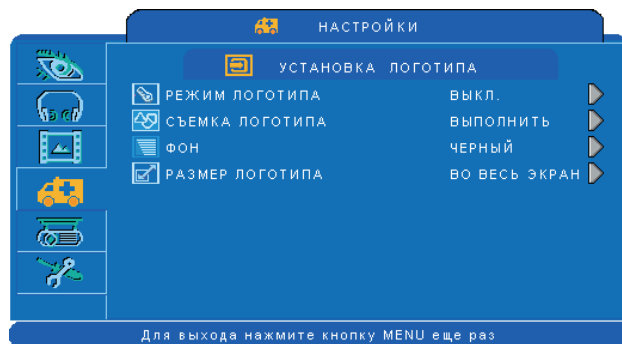 НАСТРОЙКИ
УСТАНОВКА ЛОГОТИПА
РЕЖИМ ЛОГОТИПА ВЫКЛ.
СЪЕМКА ЛОГОТИПА ВЫПОЛНИТЬ
ФОН ЧЕРНЫЙ
РАЗМЕР ЛОГОТИПА ВО ВЕСЬ ЭКРАН
Для выхода нажмите кнопку MENU еще раз